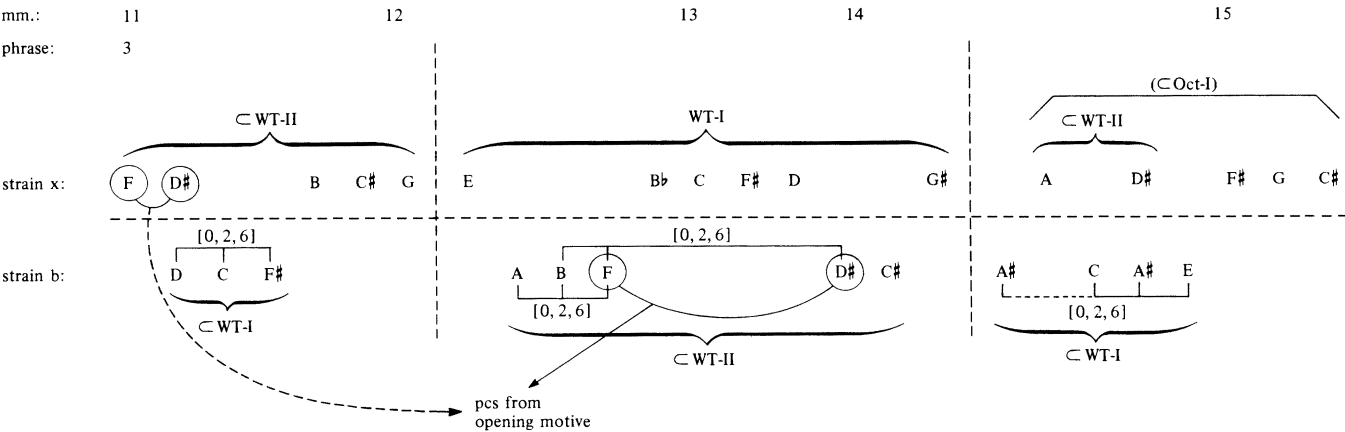 mm.: 11 12 13 14 15
phrase: 3
(⊂Oct-I)
⊂WT-II WT-I ⊂WT-II
strain x: F D♯ B C♯ G E B♭ C F♯ D G♯ A D♯ F♯ G C♯
[0, 2, 6] [0, 2, 6]
strain b: D C F♯ A B F D♯ C♯ A♯ C A♯ E
[0, 2, 6] [0, 2, 6]
⊂WT-I ⊂WT-II ⊂WT-I
pcs from
opening motive